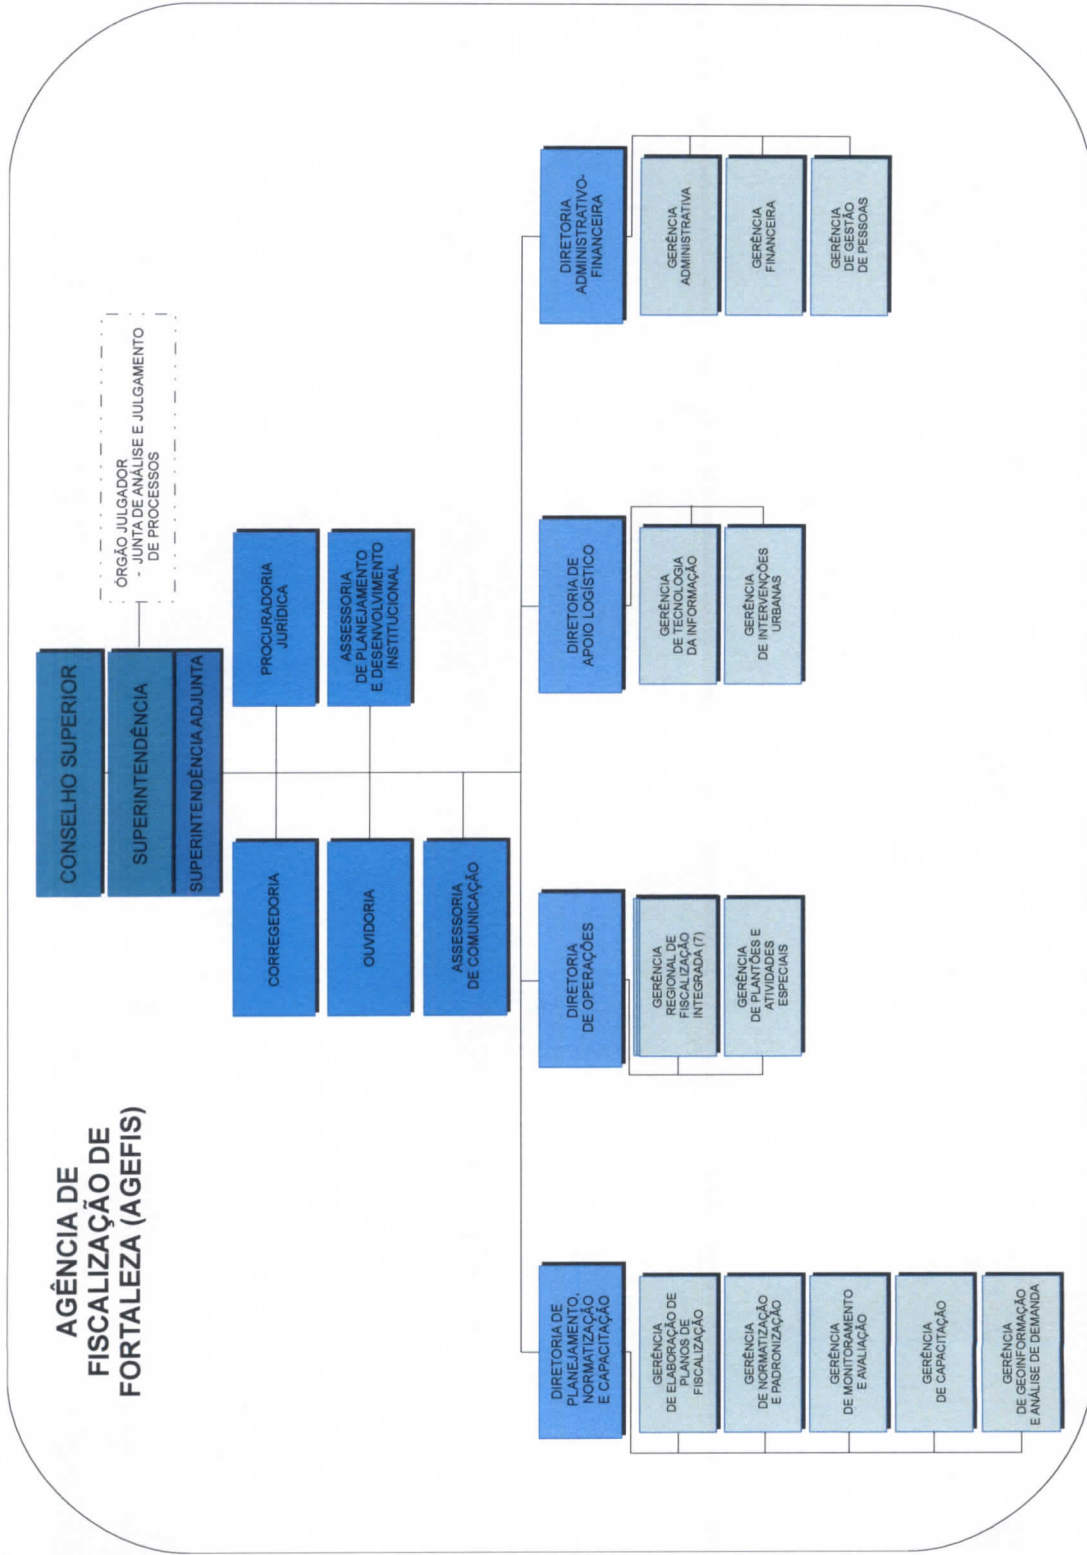 AGÊNCIA DE
FISCALIZAÇÃO DE
FORTALEZA (AGEFIS)
CONSELHO SUPERIOR
SUPERINTENDÊNCIA
SUPERINTENDÊNCIA ADJUNTA
ÓRGÃO JULGADOR
- JUNTA DE ANÁLISE E JULGAMENTO
DE PROCESSOS
CORREGEDORIA
PROCURADORIA
JURÍDICA
OUVIDORIA
ASSESSORIA
DE PLANEJAMENTO
E DESENVOLVIMENTO
INSTITUCIONAL
ASSESSORIA
DE COMUNICAÇÃO
DIRETORIA DE
PLANEJAMENTO,
NORMATIZAÇÃO
E CAPACITAÇÃO
GERÊNCIA
DE ELABORAÇÃO DE
PLANOS DE
FISCALIZAÇÃO
GERÊNCIA
DE NORMATIZAÇÃO
E PADRONIZAÇÃO
GERÊNCIA
DE MONITORAMENTO
E AVALIAÇÃO
GERÊNCIA
DE CAPACITAÇÃO
GERÊNCIA
DE GEOINFORMAÇÃO
E ANÁLISE DE DEMANDA
DIRETORIA
DE OPERAÇÕES
GERÊNCIA
REGIONAL DE
FISCALIZAÇÃO
INTEGRADA (7)
GERÊNCIA
DE PLANTÕES E
ATIVIDADES
ESPECIAIS
DIRETORIA DE
APOIO LOGÍSTICO
GERÊNCIA
DE TECNOLOGIA
DA INFORMAÇÃO
GERÊNCIA
DE INTERVENÇÕES
URBANAS
DIRETORIA
ADMINISTRATIVO-
FINANCEIRA
GERÊNCIA
ADMINISTRATIVA
GERÊNCIA
FINANCEIRA
GERÊNCIA
DE GESTÃO
DE PESSOAS